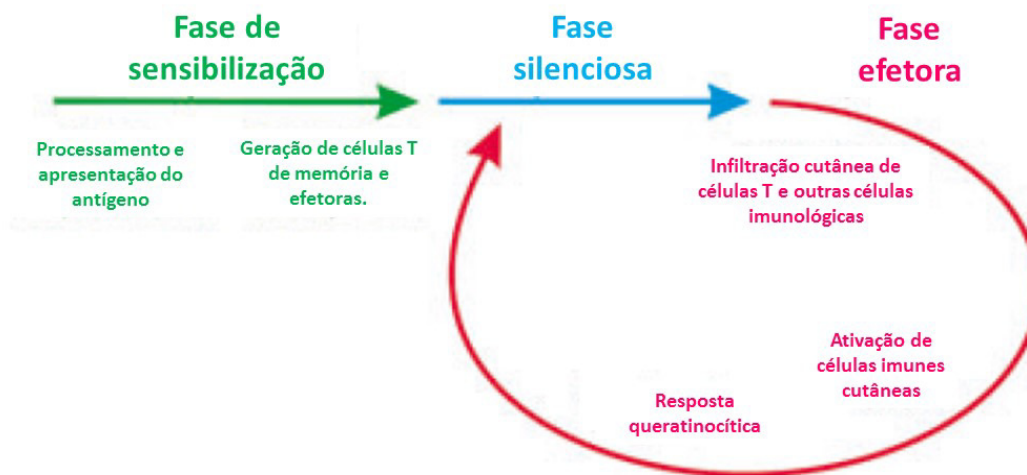 Fase de
sensibilização
Fase
silenciosa
Fase
efetora
Processamento e
apresentação do
antígeno
Geração de células T
de memória e
efetoras.
Infiltração cutânea de
células T e outras células
imunológicas
Ativação de
células imunes
cutâneas
Resposta
queratinocítica